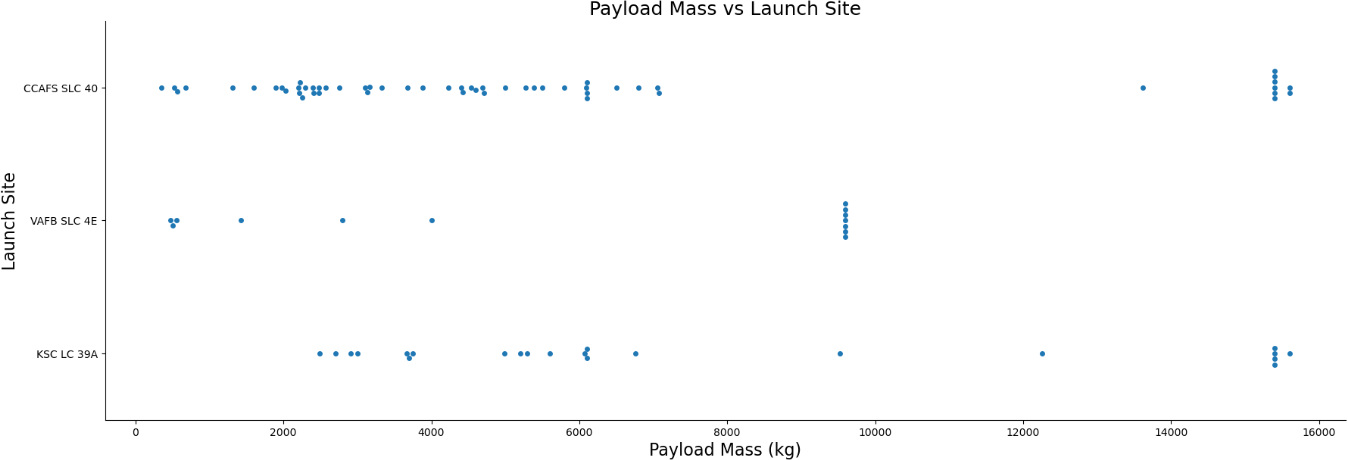 Payload Mass vs Launch Site
Launch Site
CCAFS SLC 40
VAFB SLC 4E
KSC LC 39A
0 2000 4000 6000 8000 10000 12000 14000 16000
Payload Mass (kg)